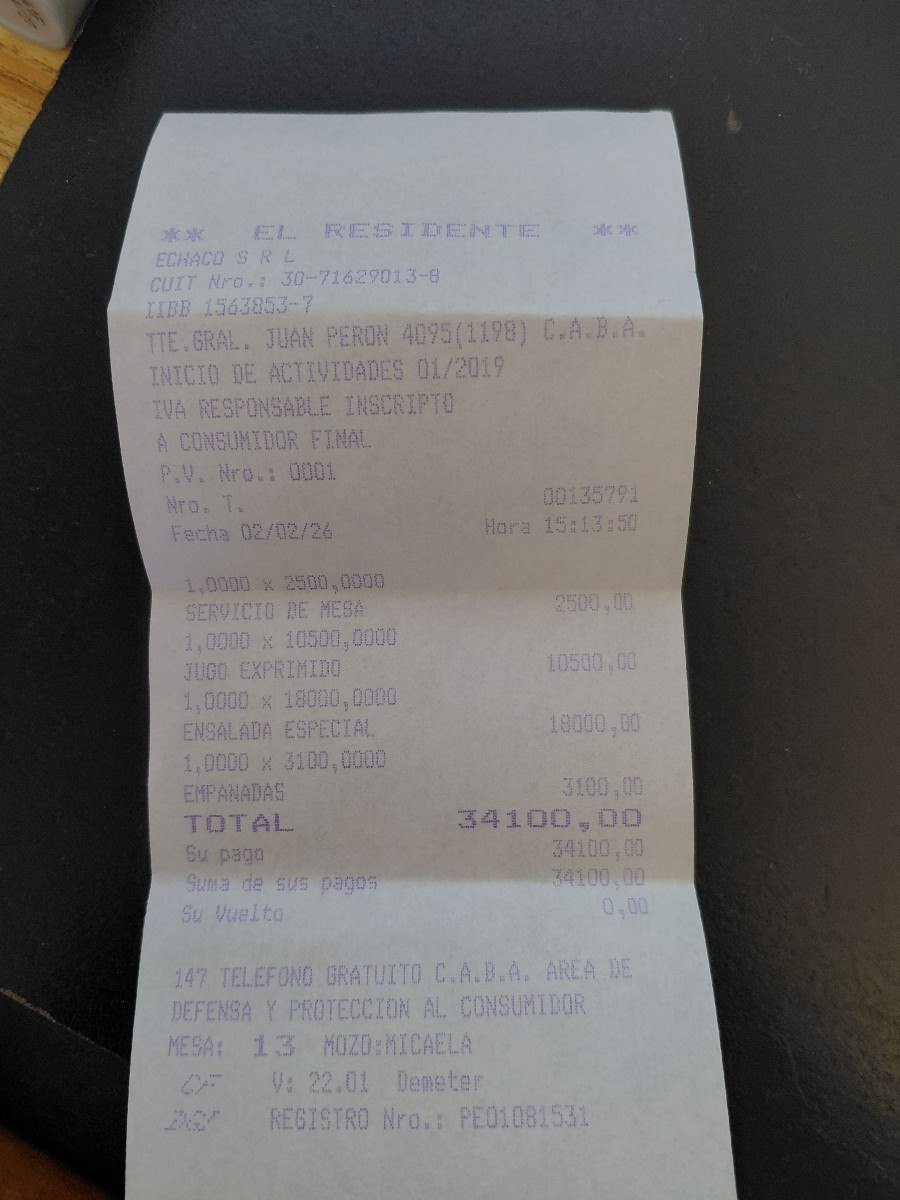 ** EL RESIDENTE **
ECHACO S R L
CUIT Nro.: 30-71629013-8
IIBB 1563853-7
TTE.GRAL. JUAN PERON 4095(1198) C.A.B.A.
INICIO DE ACTIVIDADES 01/2019
IVA RESPONSABLE INSCRIPTO
A CONSUMIDOR FINAL
P.V. Nro.: 0001
Nro. T. 00135791
Fecha 02/02/26 Hora 15:13:50
1,0000 x 2500,0000
SERVICIO DE MESA 2500,00
1,0000 x 10500,0000
JUGO EXPRIMIDO 10500,00
1,0000 x 18000,0000
ENSALADA ESPECIAL 18000,00
1,0000 x 3100,0000
EMPANADAS 3100,00
TOTAL 34100,00
Su pago 34100,00
Suma de sus pagos 34100,00
Su Vuelto 0,00
147 TELEFONO GRATUITO C.A.B.A. AREA DE
DEFENSA Y PROTECCION AL CONSUMIDOR
MESA: 13 MOZO:MICAELA
CF V: 22.01 Demeter
REGISTRO Nro.: PEO1081531